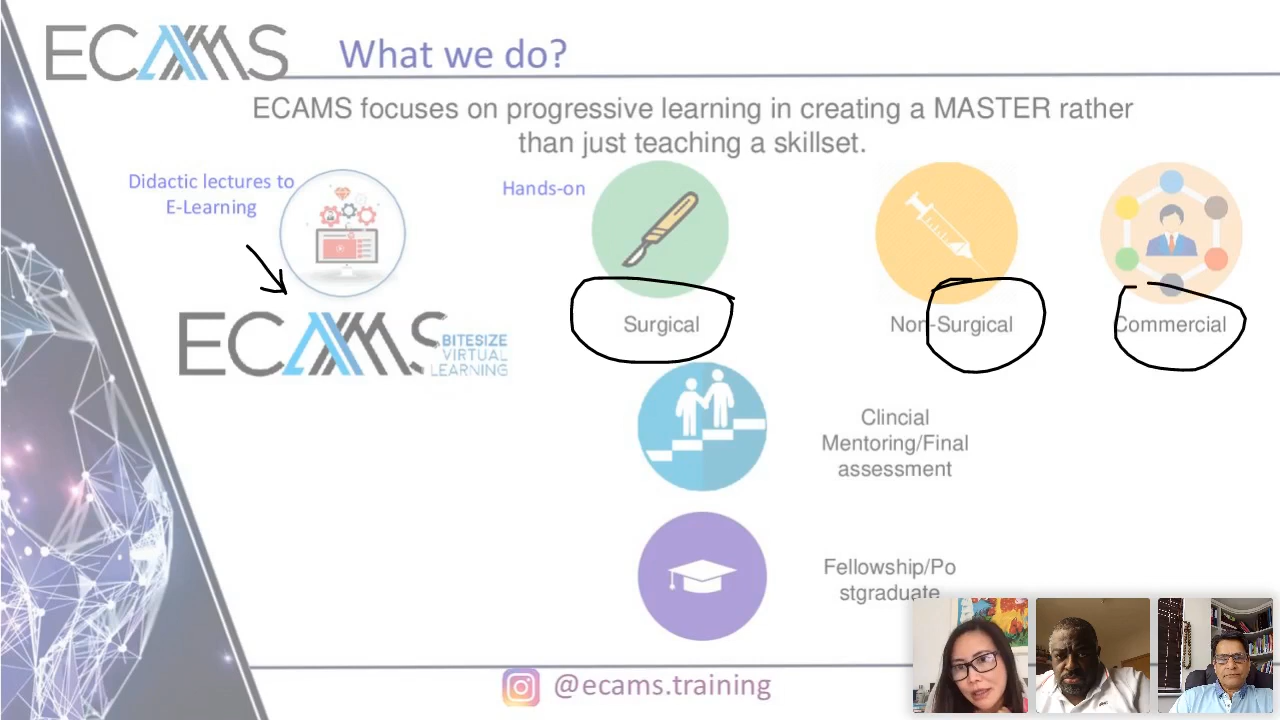 ECAMS
What we do?
ECAMS focuses on progressive learning in creating a MASTER rather
than just teaching a skillset.
Didactic lectures to
E-Learning
Hands-on
ECAMS
BITESIZE
VIRTUAL
LEARNING
Surgical
Non-Surgical
Commercial
Clincial
Mentoring/Final
assessment
Fellowship/Po
stgraduate
@ecams.training